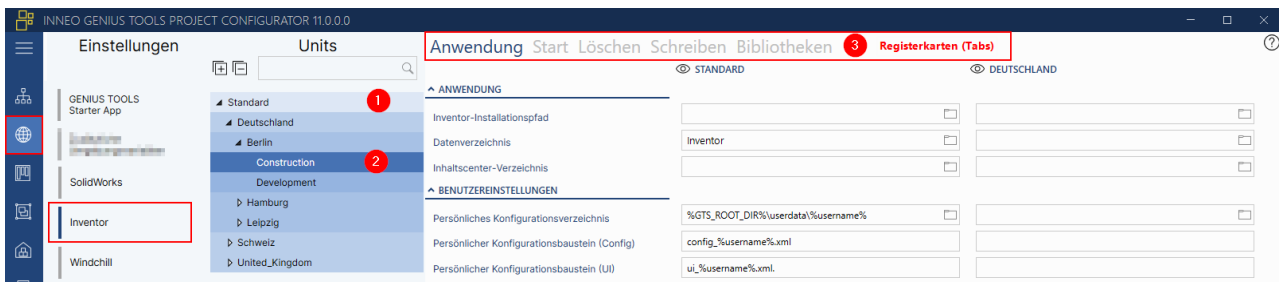 INNEO GENIUS TOOLS PROJECT CONFIGURATOR 11.0.0.0
Einstellungen
GENIUS TOOLS
Starter App
SolidWorks
Inventor
Windchill
Units
Standard 1
Deutschland
Berlin
Construction 2
Development
Hamburg
Leipzig
Schweiz
United_Kingdom
Anwendung Start Löschen Schreiben Bibliotheken 3 Registerkarten (Tabs)
STANDARD DEUTSCHLAND
ANWENDUNG
Inventor-Installationspfad
Datenverzeichnis Inventor
Inhaltscenter-Verzeichnis
BENUTZEREINSTELLUNGEN
Persönliches Konfigurationsverzeichnis %GTS_ROOT_DIR%\userdata\%username%
Persönlicher Konfigurationsbaustein (Config) config_%username%.xml
Persönlicher Konfigurationsbaustein (UI) ui_%username%.xml.